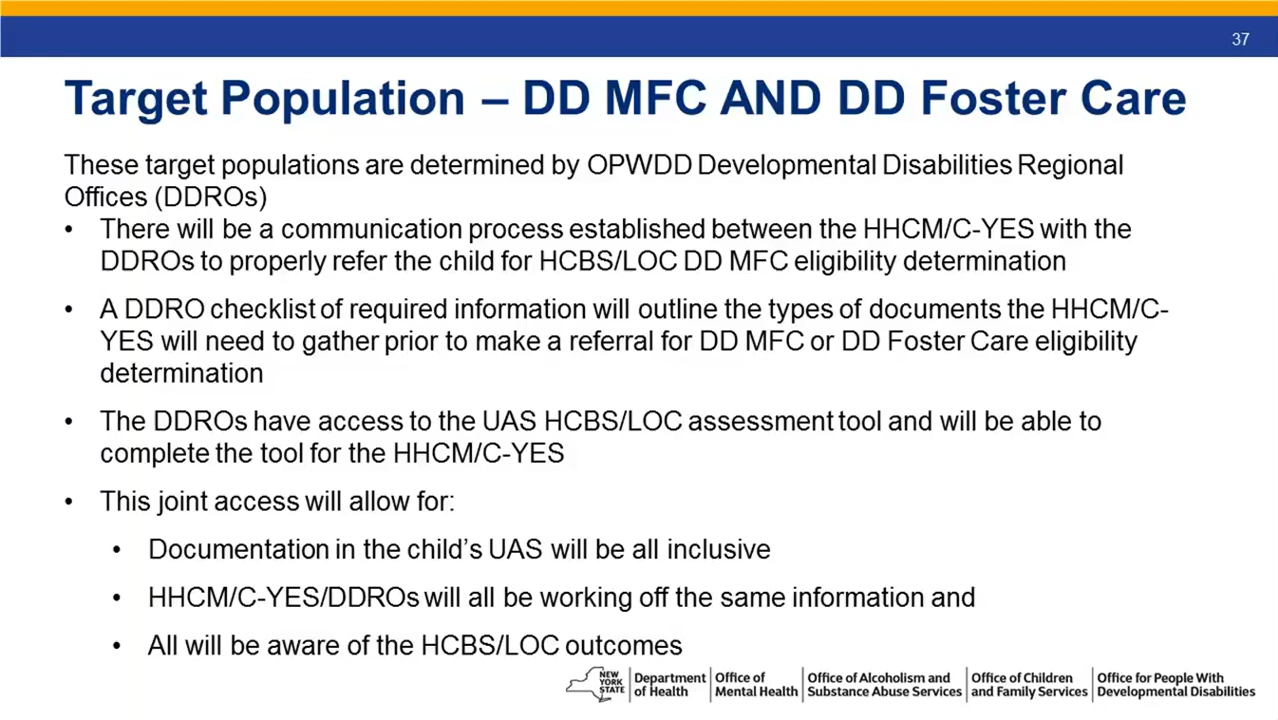 37
Target Population – DD MFC AND DD Foster Care
These target populations are determined by OPWDD Developmental Disabilities Regional
Offices (DDROs)
• There will be a communication process established between the HHCM/C-YES with the
DDROs to properly refer the child for HCBS/LOC DD MFC eligibility determination
• A DDRO checklist of required information will outline the types of documents the HHCM/C-
YES will need to gather prior to make a referral for DD MFC or DD Foster Care eligibility
determination
• The DDROs have access to the UAS HCBS/LOC assessment tool and will be able to
complete the tool for the HHCM/C-YES
• This joint access will allow for:
• Documentation in the child’s UAS will be all inclusive
• HHCM/C-YES/DDROs will all be working off the same information and
• All will be aware of the HCBS/LOC outcomes
NEW
YORK
STATE
Department
of Health
Office of
Mental Health
Office of Alcoholism and
Substance Abuse Services
Office of Children
and Family Services
Office for People With
Developmental Disabilities